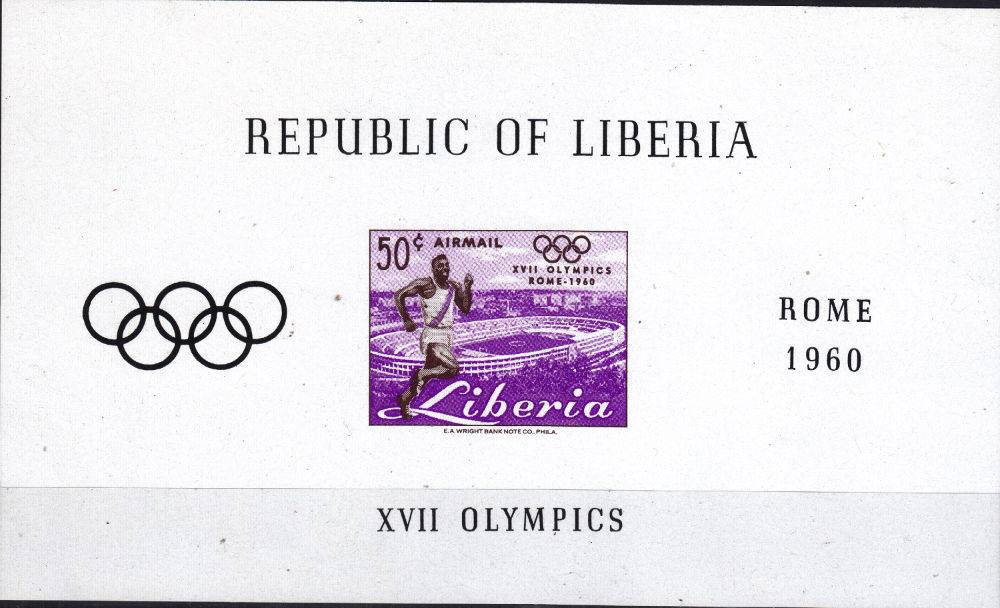 REPUBLIC OF LIBERIA
50¢ AIRMAIL
XVII OLYMPICS
ROME-1960
Liberia
E.A. WRIGHT BANK NOTE CO., PHILA.
ROME
1960
XVII OLYMPICS